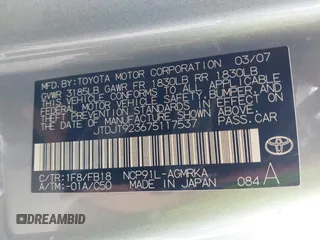 MFD.BY:TOYOTA MOTOR CORPORATION 03/07
GVWR 3185LB GAWR FR 1830LB RR 1830LB
THIS VEHICLE CONFORMS TO ALL APPLICABLE
FEDERAL MOTOR VEHICLE SAFETY, BUMPER, AND
THEFT PREVENTION STANDARDS IN EFFECT ON
THE DATE OF MANUFACTURE SHOWN ABOVE.
JTDJT923675117537 PASS.CAR
C/TR:1F8/FB18 NCP91L-AGMRKA
A/TM:-01A/C50 MADE IN JAPAN 084A
TOYOTA
DREAMBID